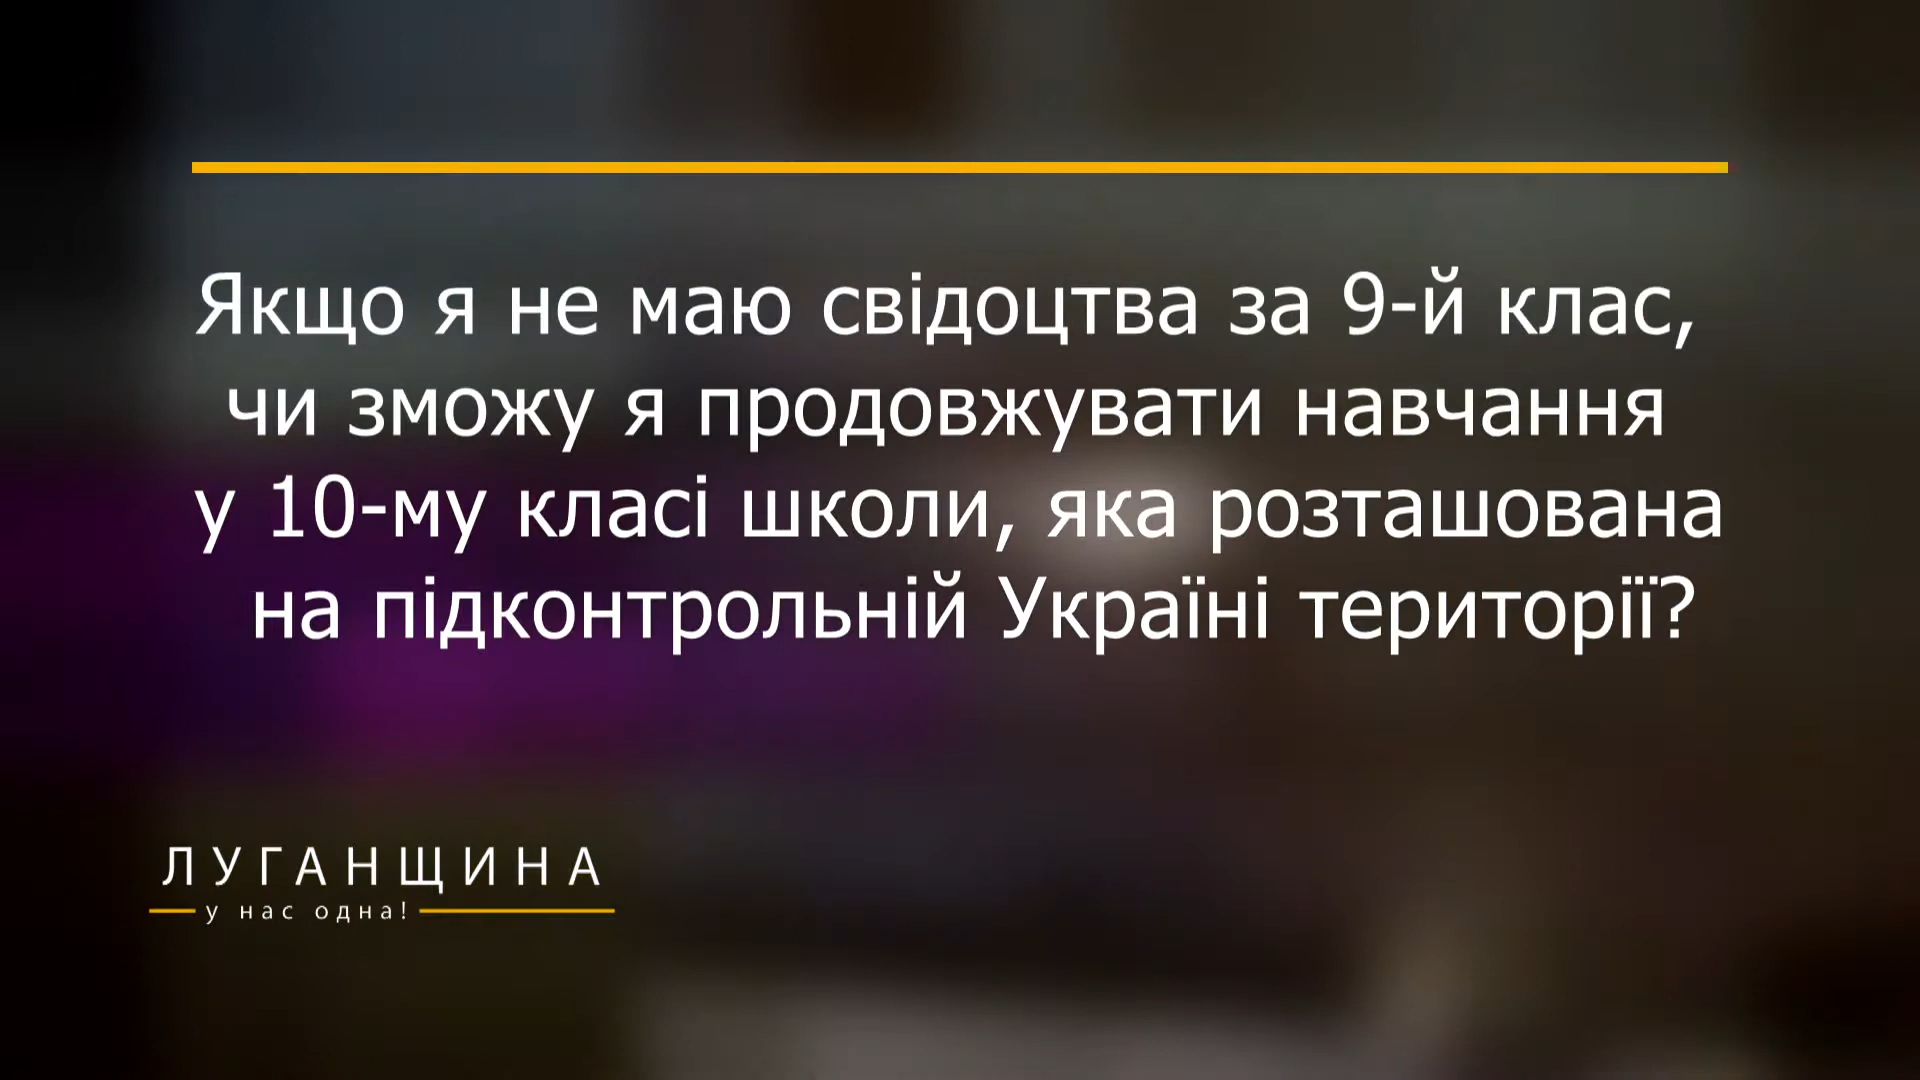 Якщо я не маю свідоцтва за 9-й клас,
чи зможу я продовжувати навчання
у 10-му класі школи, яка розташована
на підконтрольній Україні території?
ЛУГАНЩИНА
у нас одна!